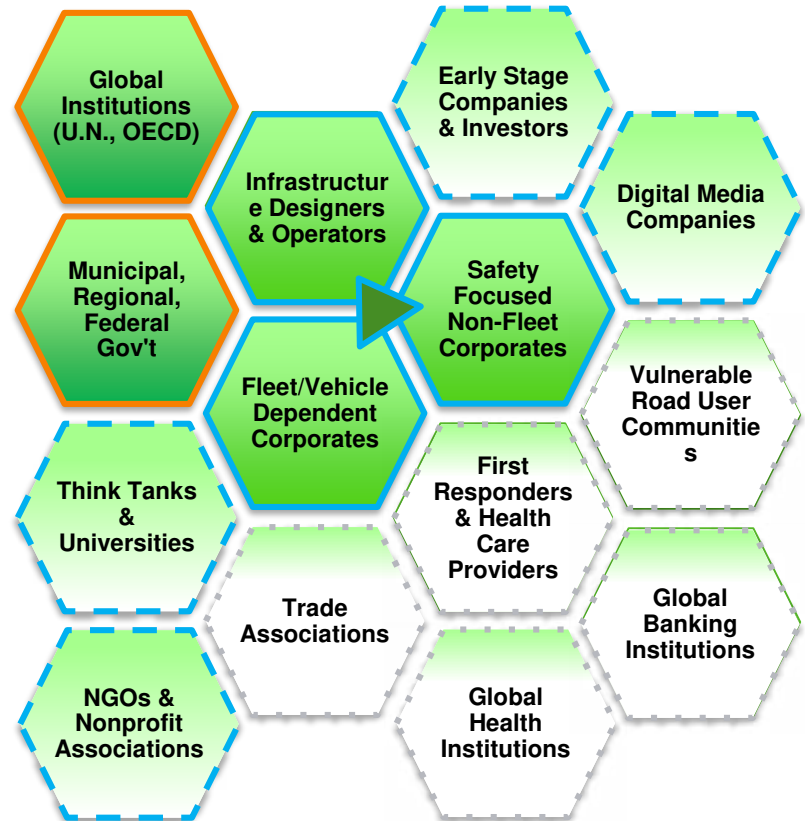 Global
Institutions
(U.N., OECD)
Early Stage
Companies
& Investors
Infrastructur
e Designers
& Operators
Digital Media
Companies
Municipal,
Regional,
Federal
Gov't
Safety
Focused
Non-Fleet
Corporates
Fleet/Vehicle
Dependent
Corporates
Vulnerable
Road User
Communitie
s
Think Tanks
&
Universities
First
Responders
& Health
Care
Providers
Trade
Associations
Global
Banking
Institutions
NGOs &
Nonprofit
Associations
Global
Health
Institutions